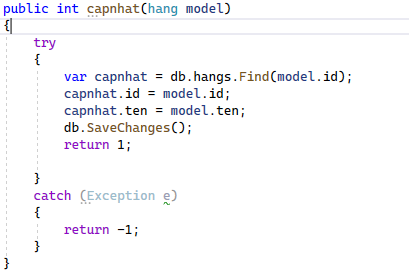 public int capnhat(hang model)
{
try
{
var capnhat = db.hangs.Find(model.id);
capnhat.id = model.id;
capnhat.ten = model.ten;
db.SaveChanges();
return 1;
}
catch (Exception e)
{
return -1;
}
}